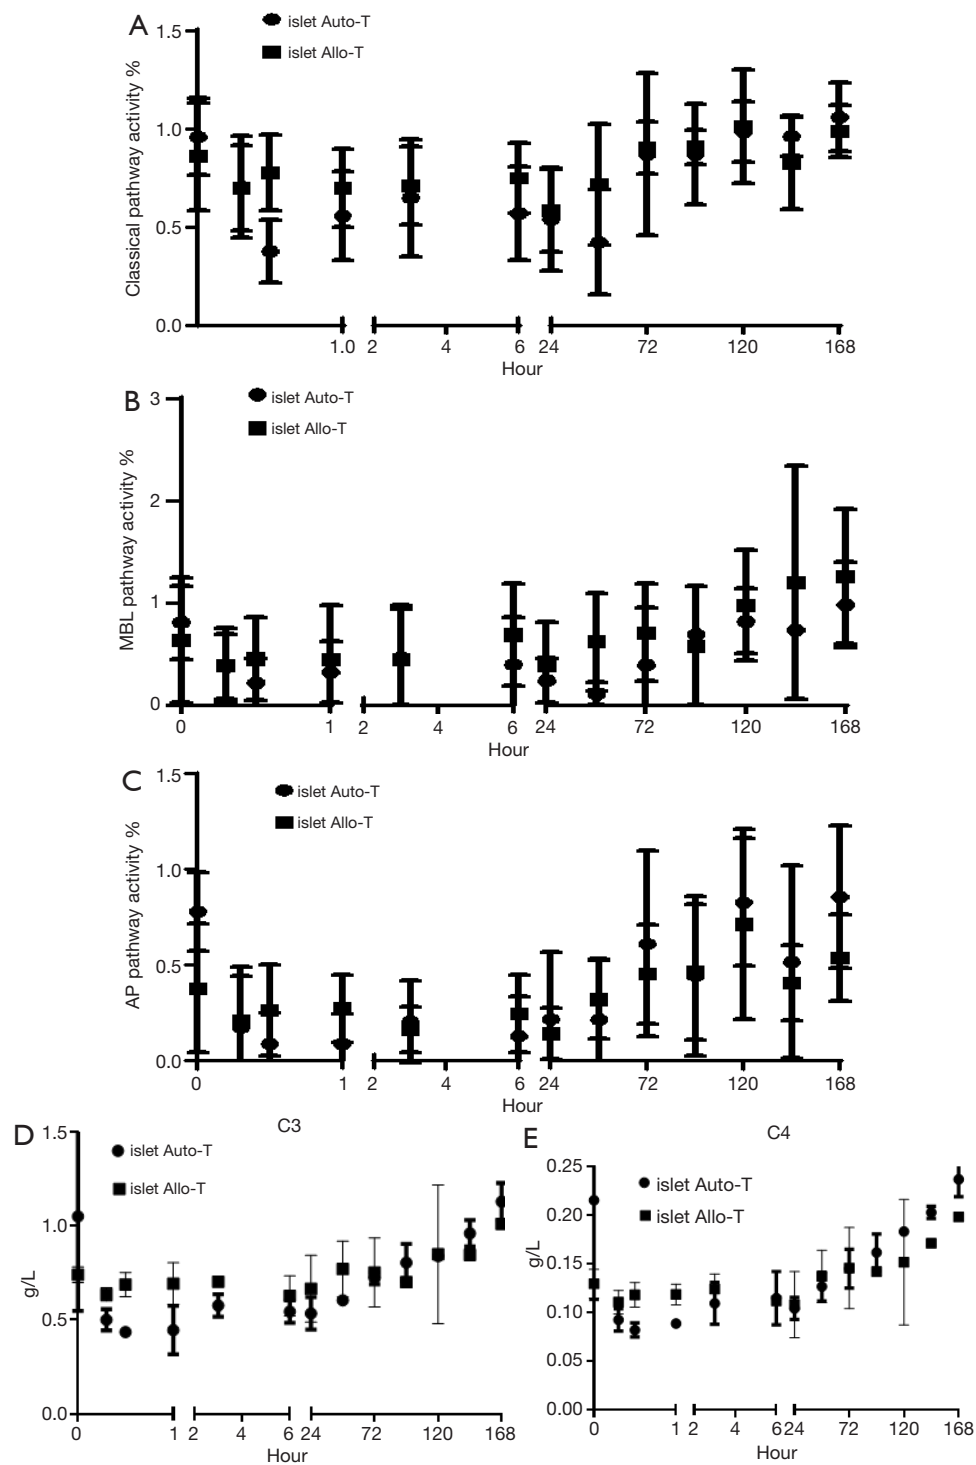 A
islet Auto-T
islet Allo-T
Classical pathway activity %
1.5
1.0
0.5
0.0
1.0 2 4 6 24 72 120 168
Hour
B
islet Auto-T
islet Allo-T
MBL pathway activity %
3
2
1
0
0 1 2 4 6 24 72 120 168
Hour
C
islet Auto-T
islet Allo-T
AP pathway activity %
1.5
1.0
0.5
0.0
0 1 2 4 6 24 72 120 168
Hour
D
C3
islet Auto-T
islet Allo-T
g/L
1.5
1.0
0.5
0.0
0 1 2 4 6 24 72 120 168
Hour
E
C4
islet Auto-T
islet Allo-T
g/L
0.25
0.20
0.15
0.10
0.05
0.00
0 1 2 4 6 24 72 120 168
Hour